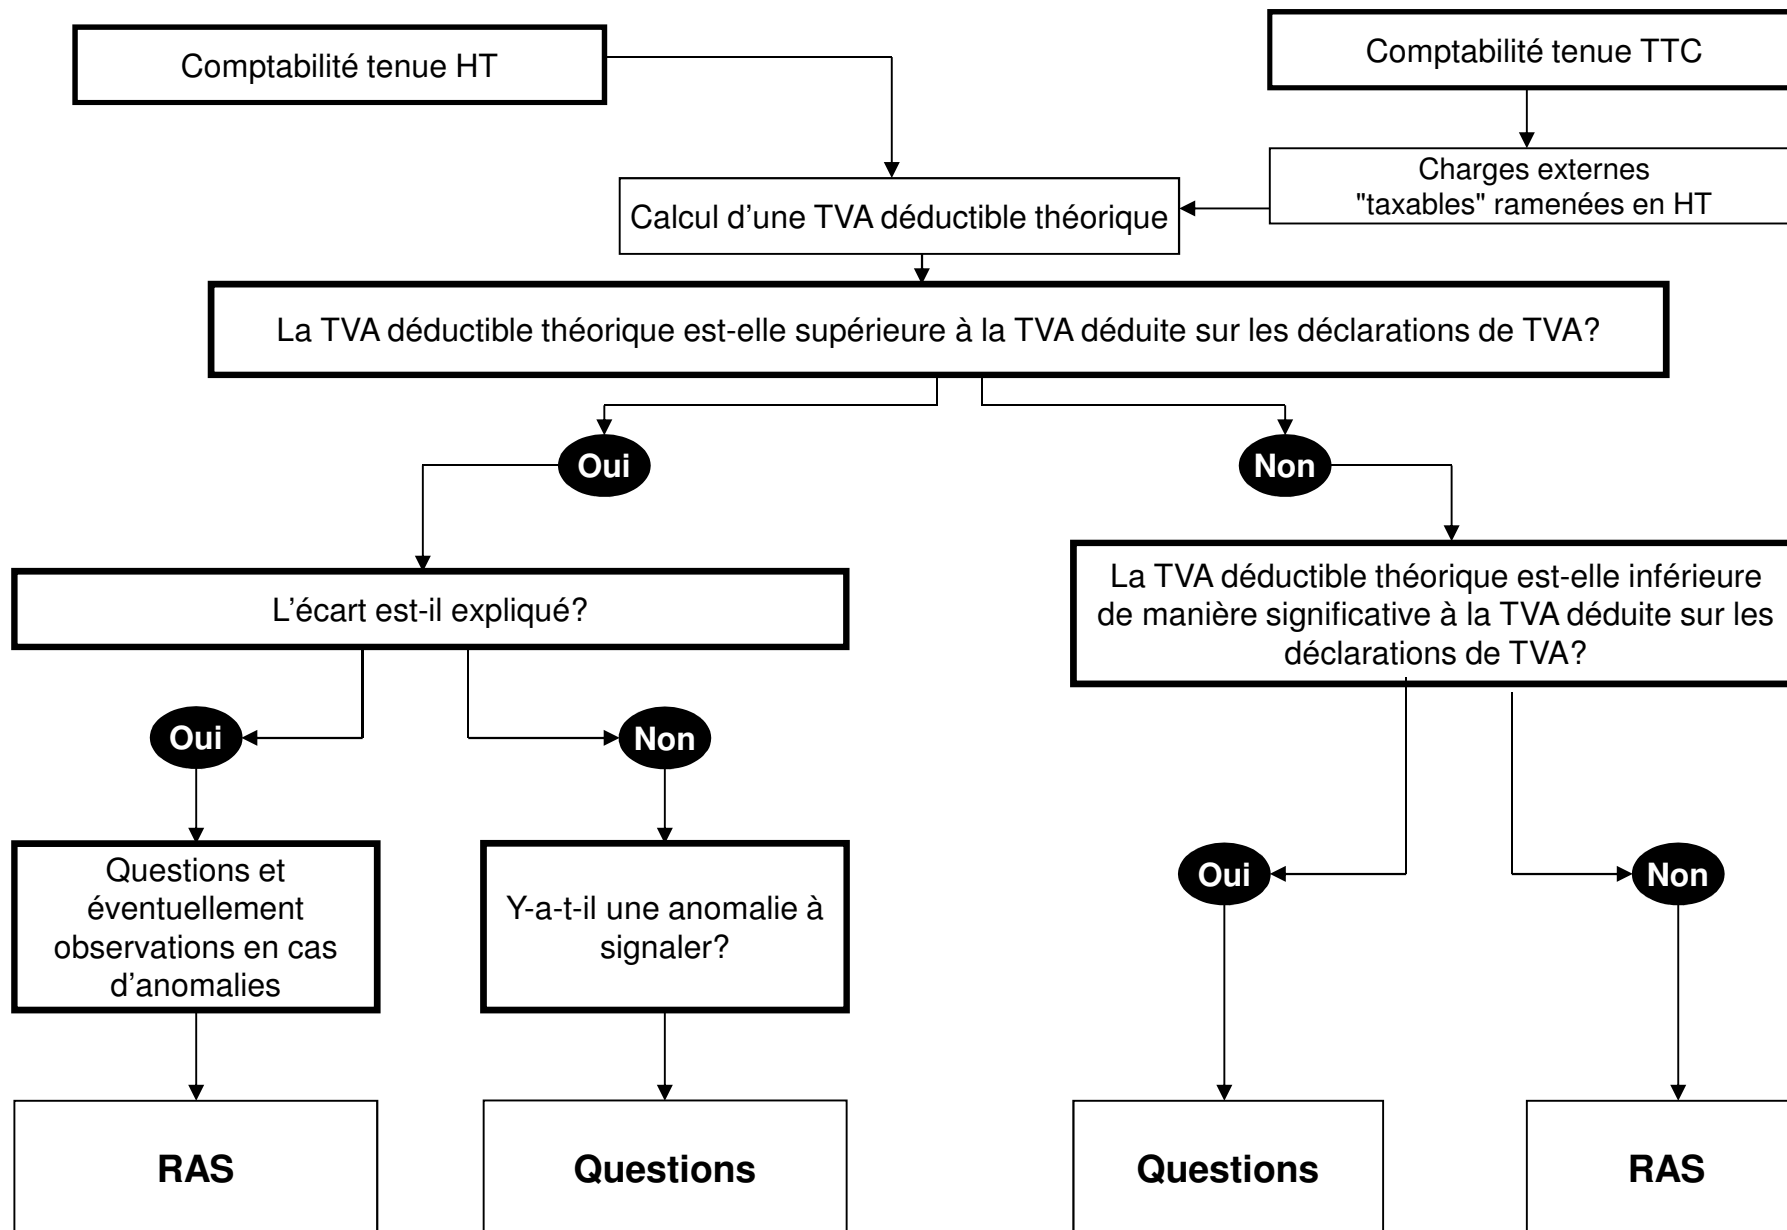 Comptabilité tenue HT
Comptabilité tenue TTC
Charges externes
"taxables" ramenées en HT
Calcul d’une TVA déductible théorique
La TVA déductible théorique est-elle supérieure à la TVA déduite sur les déclarations de TVA?
Oui
Non
L’écart est-il expliqué?
La TVA déductible théorique est-elle inférieure
de manière significative à la TVA déduite sur les
déclarations de TVA?
Oui
Non
Oui
Non
Questions et
éventuellement
observations en cas
d’anomalies
Y-a-t-il une anomalie à
signaler?
RAS
Questions
Questions
RAS